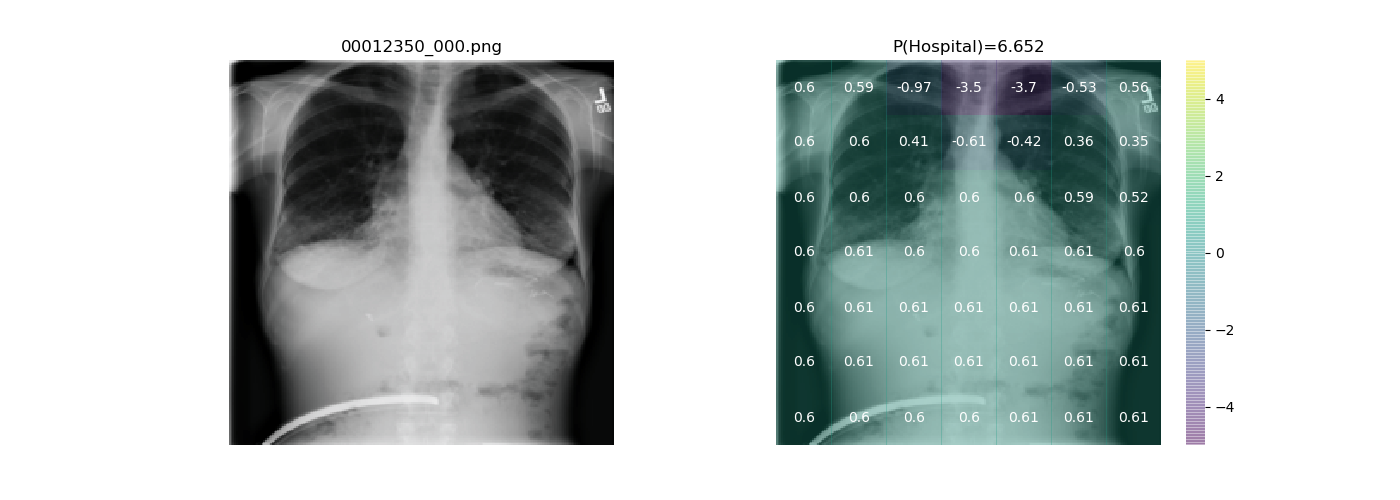 00012350_000.png
P(Hospital)=6.652
0.6 0.59 -0.97 -3.5 -3.7 -0.53 0.56
0.6 0.6 0.41 -0.61 -0.42 0.36 0.35
0.6 0.6 0.6 0.6 0.6 0.59 0.52
0.6 0.61 0.6 0.6 0.61 0.61 0.6
0.6 0.61 0.61 0.61 0.61 0.61 0.61
0.6 0.61 0.61 0.61 0.61 0.61 0.61
0.6 0.6 0.6 0.6 0.61 0.61 0.61
4
2
0
−2
−4
L